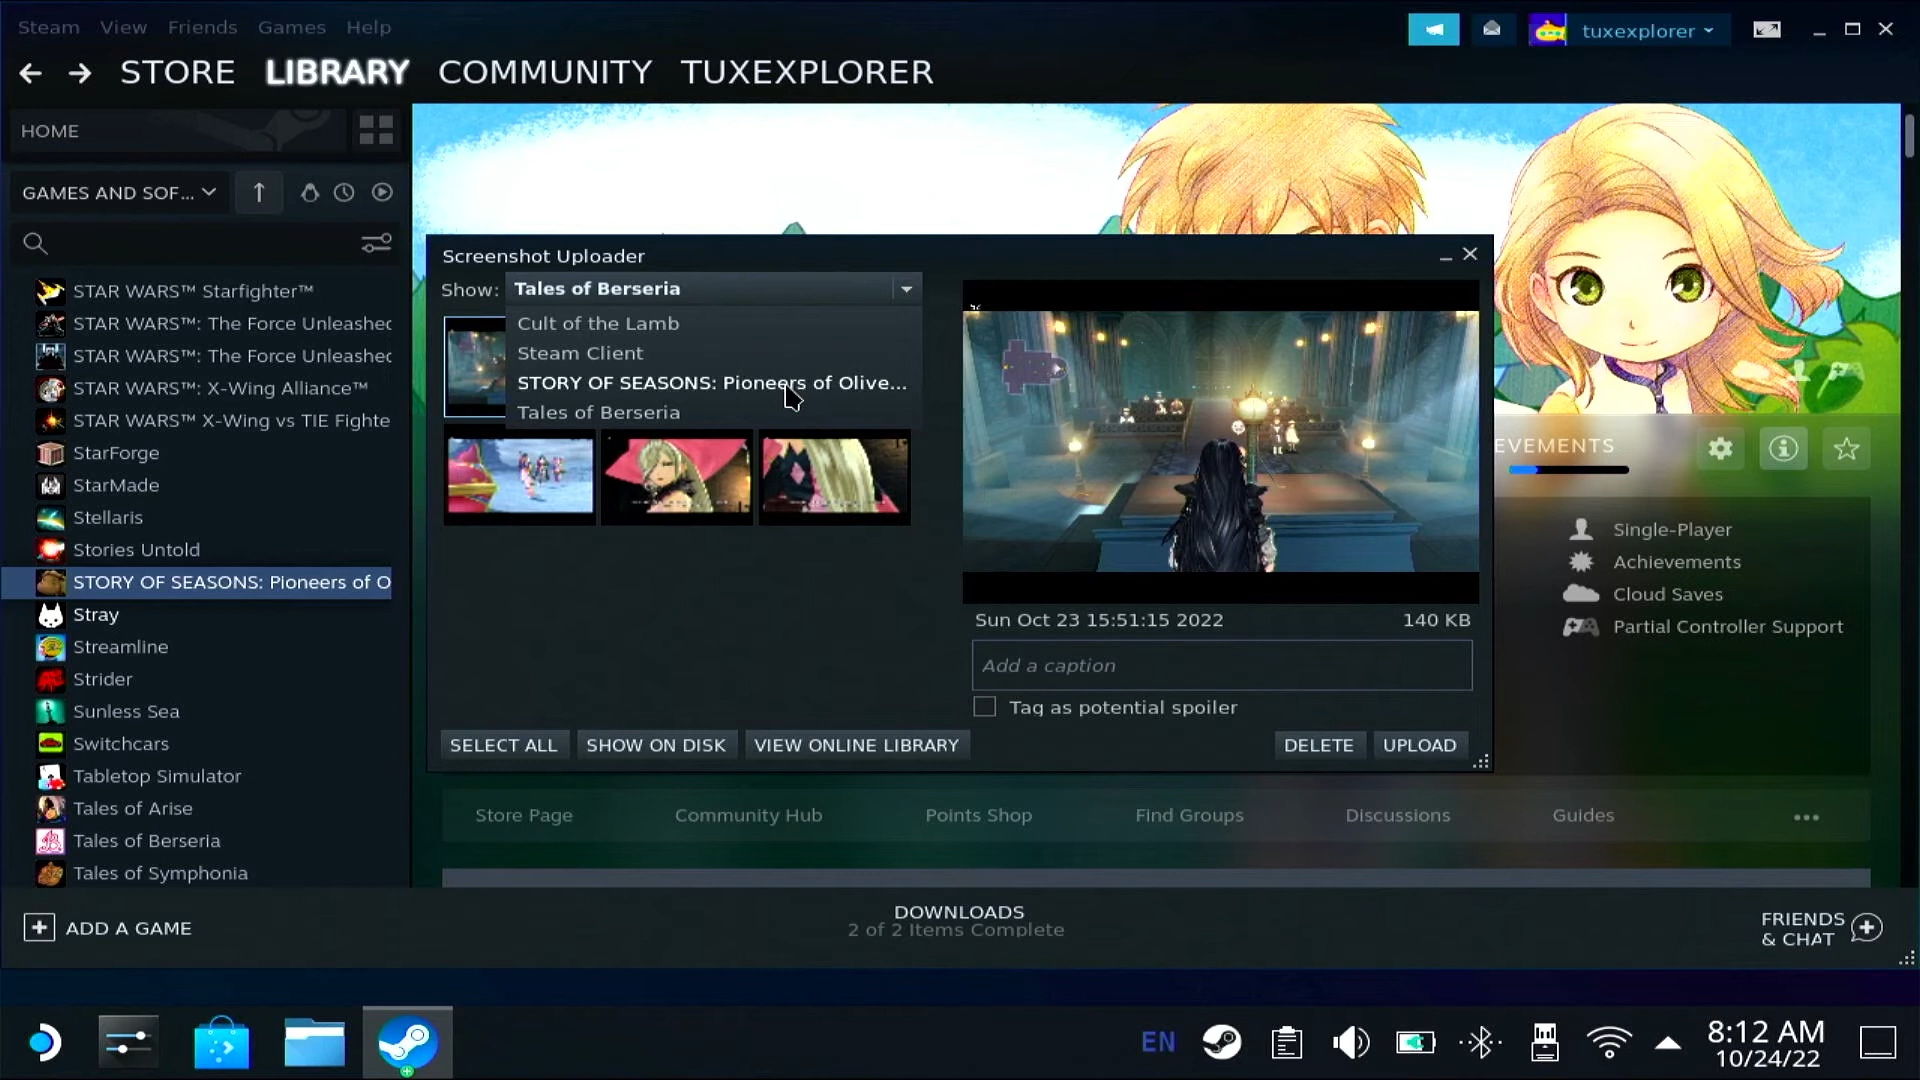 Steam View Friends Games Help
tuxexplorer
STORE LIBRARY COMMUNITY TUXEXPLORER
HOME
GAMES AND SOF...
STAR WARS™ Starfighter™
STAR WARS™: The Force Unleashed
STAR WARS™: The Force Unleashed
STAR WARS™: X-Wing Alliance™
STAR WARS™ X-Wing vs TIE Fighte
StarForge
StarMade
Stellaris
Stories Untold
STORY OF SEASONS: Pioneers of O
Stray
Streamline
Strider
Sunless Sea
Switchcars
Tabletop Simulator
Tales of Arise
Tales of Berseria
Tales of Symphonia
Screenshot Uploader
Show: Tales of Berseria
Cult of the Lamb
Steam Client
STORY OF SEASONS: Pioneers of Olive...
Tales of Berseria
Sun Oct 23 15:51:15 2022 140 KB
Add a caption
Tag as potential spoiler
SELECT ALL SHOW ON DISK VIEW ONLINE LIBRARY DELETE UPLOAD
EVEMENTS
Single-Player
Achievements
Cloud Saves
Partial Controller Support
Store Page Community Hub Points Shop Find Groups Discussions Guides
ADD A GAME
DOWNLOADS
2 of 2 Items Complete
FRIENDS
& CHAT
EN
8:12 AM
10/24/22